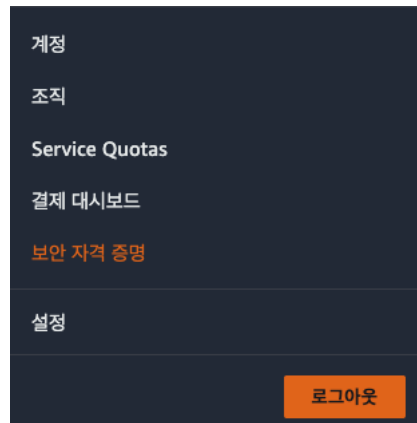 계정
조직
Service Quotas
결제 대시보드
보안 자격 증명
설정
로그아웃